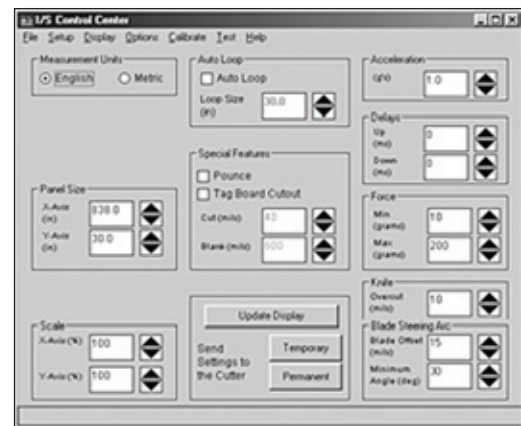 I/S Control Center
File Setup Display Options Calibrate Test Help
Measurement Units
English Metric
Panel Size
X-Axis (in) 838.0
Y-Axis (in) 30.0
Scale
X-Axis (%) 100
Y-Axis (%) 100
Auto Loop
Auto Loop
Loop Size (in) 30.0
Special Features
Pounce
Tag Board Cutout
Cut (mils) 40
Blank (mils) 600
Update Display
Send Settings to the Cutter
Temporary
Permanent
Acceleration
1.0
Delays
Up (ms) 0
Down (ms) 0
Force
Min (grams) 10
Max (grams) 200
Knife
Overcut (mils) 10
Blade Steering Arc
Blade Offset (mils) 15
Minimum Angle (deg) 30